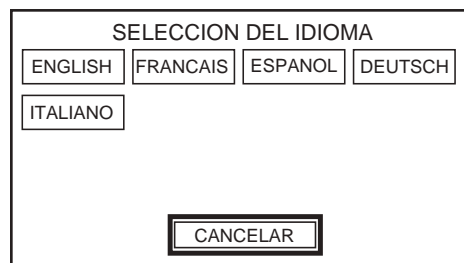 SELECCION DEL IDIOMA
ENGLISH FRANCAIS ESPANOL DEUTSCH
ITALIANO
CANCELAR